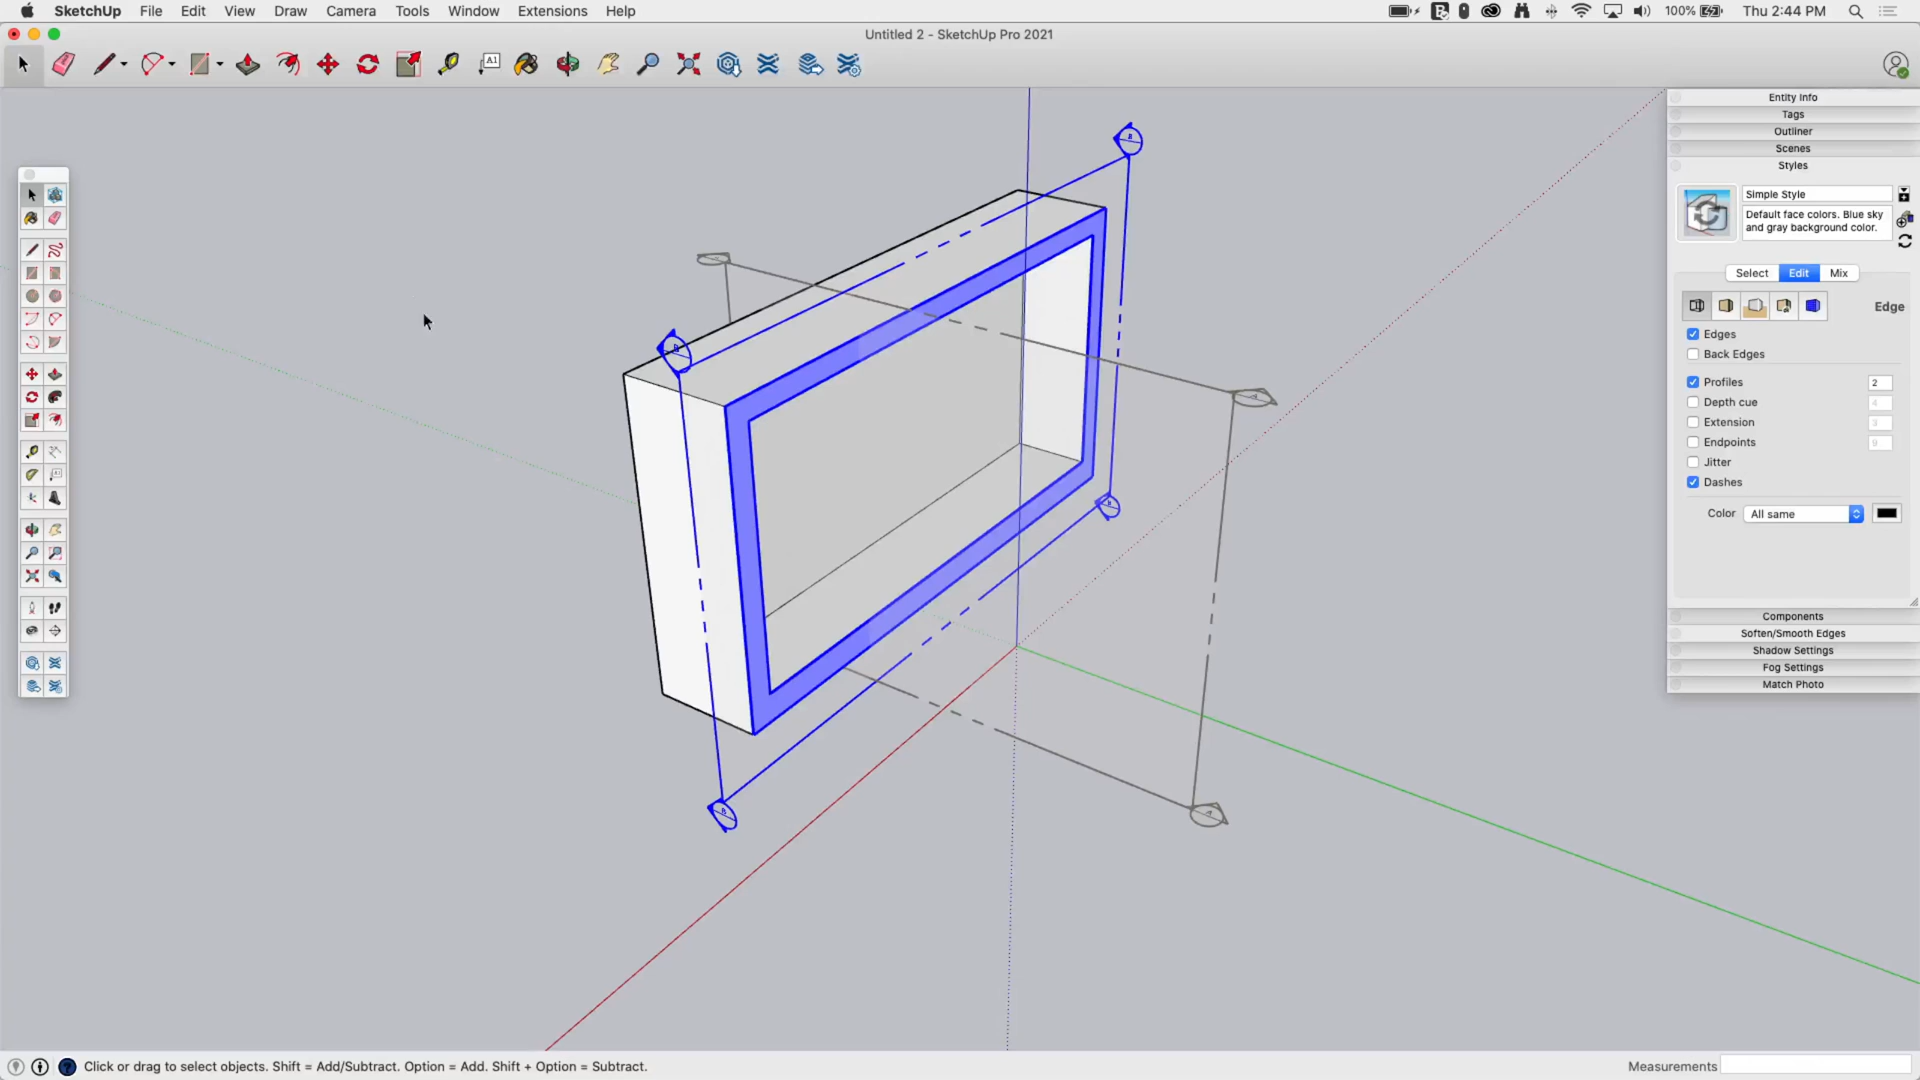 SketchUp File Edit View Draw Camera Tools Window Extensions Help 100% Thu 2:44 PM
Untitled 2 - SketchUp Pro 2021
A1
Entity Info
Tags
Outliner
Scenes
Styles
Simple Style
Default face colors. Blue sky
and gray background color.
Select Edit Mix
Edge
Edges
Back Edges
Profiles 2
Depth cue 4
Extension 3
Endpoints 9
Jitter
Dashes
Color All same
Components
Soften/Smooth Edges
Shadow Settings
Fog Settings
Match Photo
Click or drag to select objects. Shift = Add/Subtract. Option = Add. Shift + Option = Subtract. Measurements